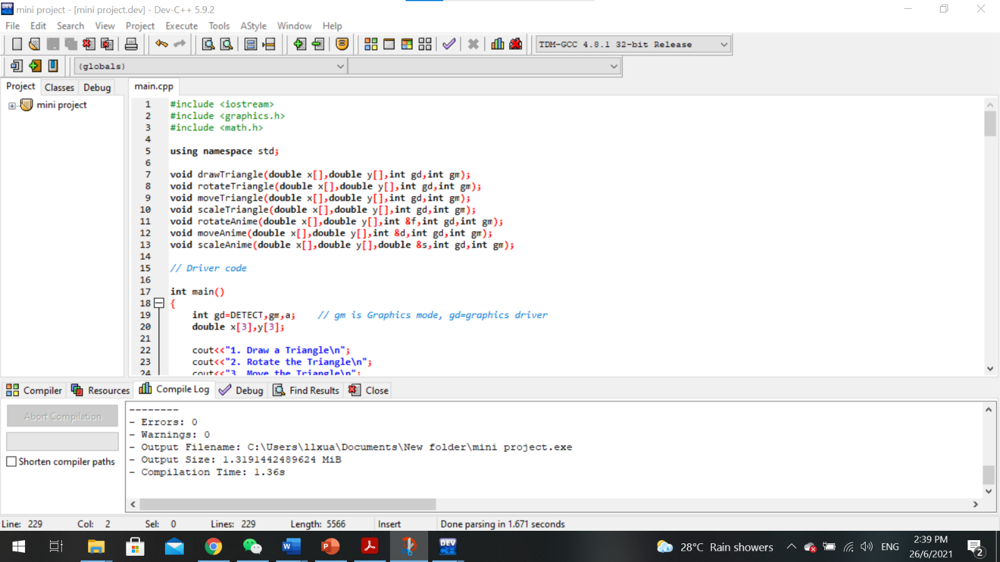 mini project - [mini project.dev] - Dev-C++ 5.9.2
File Edit Search View Project Execute Tools AStyle Window Help
TDM-GCC 4.8.1 32-bit Release
(globals)
Project Classes Debug main.cpp
mini project
1 #include <iostream>
2 #include <graphics.h>
3 #include <math.h>
4
5 using namespace std;
6
7 void drawTriangle(double x[],double y[],int gd,int gm);
8 void rotateTriangle(double x[],double y[],int gd,int gm);
9 void moveTriangle(double x[],double y[],int gd,int gm);
10 void scaleTriangle(double x[],double y[],int gd,int gm);
11 void rotateAnime(double x[],double y[],int &f,int gd,int gm);
12 void moveAnime(double x[],double y[],int &d,int gd,int gm);
13 void scaleAnime(double x[],double y[],double &s,int gd,int gm);
14
15 // Driver code
16
17 int main()
18 {
19 int gd=DETECT,gm,a; // gm is Graphics mode, gd=graphics driver
20 double x[3],y[3];
21
22 cout<<"1. Draw a Triangle\n";
23 cout<<"2. Rotate the Triangle\n";
24 cout<<"3. Move the Triangle\n";
Compiler Resources Compile Log Debug Find Results Close
Abort Compilation
Shorten compiler paths
--------
- Errors: 0
- Warnings: 0
- Output Filename: C:\Users\llxua\Documents\New folder\mini project.exe
- Output Size: 1.3191442489624 MiB
- Compilation Time: 1.36s
Line: 229 Col: 2 Sel: 0 Lines: 229 Length: 5566 Insert Done parsing in 1.671 seconds
DEV C++
28°C Rain showers ENG 2:39 PM
26/6/2021
2